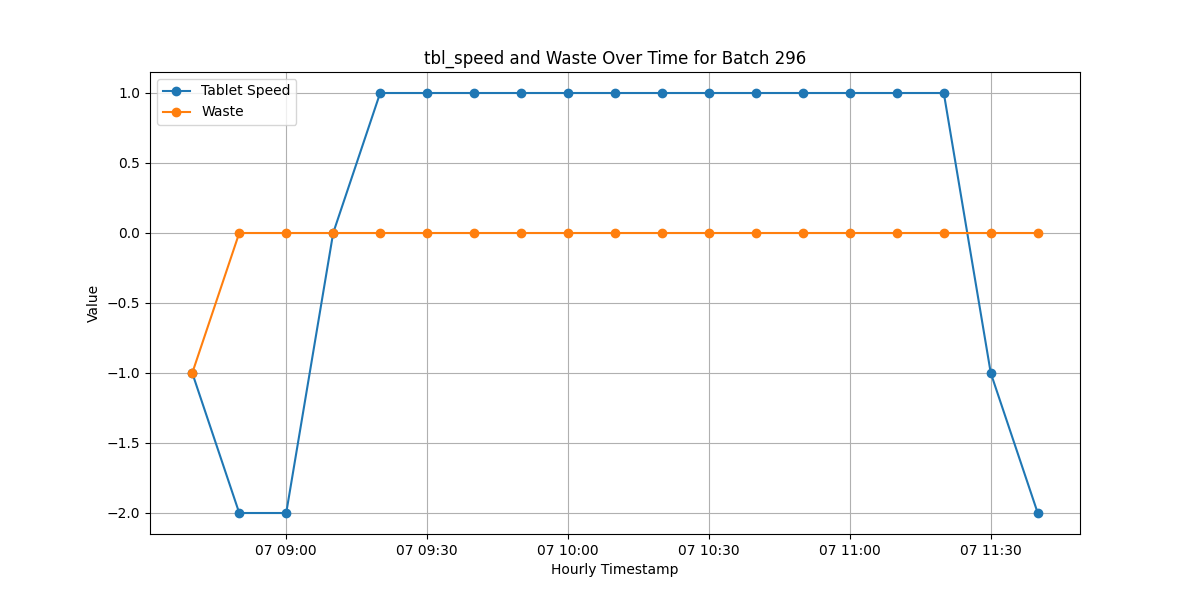 tbl_speed and Waste Over Time for Batch 296
Tablet Speed
Waste
1.0
0.5
0.0
−0.5
−1.0
−1.5
−2.0
Value
07 09:00
07 09:30
07 10:00
07 10:30
07 11:00
07 11:30
Hourly Timestamp